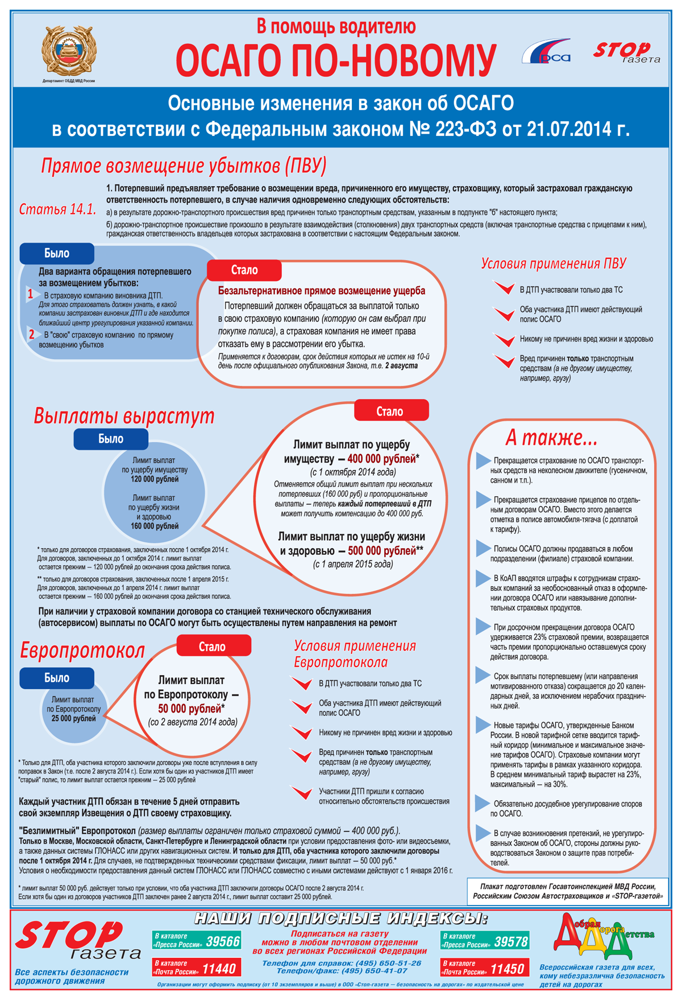 В помощь водителю
ОСАГО ПО-НОВОМУ
Департамент ОБДД МВД России
рса
STOP
газета
Основные изменения в закон об ОСАГО
в соответствии с Федеральным законом № 223-ФЗ от 21.07.2014 г.
Прямое возмещение убытков (ПВУ)
Статья 14.1.
1. Потерпевший предъявляет требование о возмещении вреда, причиненного его имуществу, страховщику, который застраховал гражданскую
ответственность потерпевшего, в случае наличия одновременно следующих обстоятельств:
а) в результате дорожно-транспортного происшествия вред причинен только транспортным средствам, указанным в подпункте "б" настоящего пункта;
б) дорожно-транспортное происшествие произошло в результате взаимодействия (столкновения) двух транспортных средств (включая транспортные средства с прицепами к ним),
гражданская ответственность владельцев которых застрахована в соответствии с настоящим Федеральным законом.
Было
Два варианта обращения потерпевшего
за возмещением убытков:
1 В страховую компанию виновника ДТП.
Для этого страхователь должен узнать, в какой
компании застрахован виновник ДТП и где находится
ближайший центр урегулирования указанной компании.
2 В "свою" страховую компанию по прямому
возмещению убытков
Стало
Безальтернативное прямое возмещение ущерба
Потерпевший должен обращаться за выплатой только
в свою страховую компанию (которую он сам выбрал при
покупке полиса), а страховая компания не имеет права
отказать ему в рассмотрении его убытка.
Применяется к договорам, срок действия которых не истек на 10-й
день после официального опубликования Закона, т.е. 2 августа
Условия применения ПВУ
В ДТП участвовали только два ТС
Оба участника ДТП имеют действующий
полис ОСАГО
Никому не причинен вред жизни и здоровью
Вред причинен только транспортным
средствам (а не другому имуществу,
например, грузу)
Выплаты вырастут
Было
Лимит выплат
по ущербу имуществу
120 000 рублей
Лимит выплат
по ущербу жизни
и здоровью
160 000 рублей
Стало
Лимит выплат по ущербу
имуществу — 400 000 рублей*
(с 1 октября 2014 года)
Отменяется общий лимит выплат при нескольких
потерпевших (160 000 руб) и пропорциональные
выплаты — теперь каждый потерпевший в ДТП
может получить компенсацию до 400 000 руб.
Лимит выплат по ущербу жизни
и здоровью — 500 000 рублей**
(с 1 апреля 2015 года)
* только для договоров страхования, заключенных после 1 октября 2014 г.
Для договоров, заключенных до 1 октября 2014 г. лимит выплат
остается прежним — 120 000 рублей до окончания срока действия полиса.
** только для договоров страхования, заключенных после 1 апреля 2015 г.
Для договоров, заключенных до 1 апреля 2014 г. лимит выплат
остается прежним — 160 000 рублей до окончания срока действия полиса.
При наличии у страховой компании договора со станцией технического обслуживания
(автосервисом) выплаты по ОСАГО могут быть осуществлены путем направления на ремонт
Европротокол
Было
Лимит выплат
по Европротоколу
25 000 рублей
Стало
Лимит выплат
по Европротоколу —
50 000 рублей*
(со 2 августа 2014 года)
* Только для ДТП, оба участника которого заключили договоры уже после вступления в силу
поправок в Закон (т.е. после 2 августа 2014 г.). Если хотя бы один из участников ДТП имеет
"старый" полис, то лимит выплат остается прежним — 25 000 рублей
Каждый участник ДТП обязан в течение 5 дней отправить
свой экземпляр Извещения о ДТП своему страховщику.
Условия применения
Европротокола
В ДТП участвовали только два ТС
Оба участника ДТП имеют действующий
полис ОСАГО
Никому не причинен вред жизни и здоровью
Вред причинен только транспортным
средствам (а не другому имуществу,
например, грузу)
Участники ДТП пришли к согласию
относительно обстоятельств происшествия
"Безлимитный" Европротокол (размер выплаты ограничен только страховой суммой — 400 000 руб.).
Только в Москве, Московской области, Санкт-Петербурге и Ленинградской области при условии предоставления фото- или видеосъемки,
а также данных системы ГЛОНАСС или других навигационных систем. И только для ДТП, оба участника которого заключили договоры
после 1 октября 2014 г. Для случаев, не подтвержденных техническими средствами фиксации, лимит выплат — 50 000 руб.*
Условия о необходимости предоставления данный систем ГЛОНАСС или ГЛОНАСС совместно с иными системами действуют с 1 января 2016 г.
* лимит выплат 50 000 руб. действует только при условии, что оба участника ДТП заключили договоры ОСАГО после 2 августа 2014 г.
Если хотя бы один из договоров участников ДТП заключен ранее 2 августа 2014 г., лимит выплат составит 25 000 рублей.
А также...
Прекращается страхование по ОСАГО транспорт-
ных средств на неколесном движителе (гусеничном,
санном и т.п.).
Прекращается страхование прицепов по отдель-
ным договорам ОСАГО. Вместо этого делается
отметка в полисе автомобиля-тягача (с доплатой
к тарифу).
Полисы ОСАГО должны продаваться в любом
подразделении (филиале) страховой компании.
В КоАП вводятся штрафы к сотрудникам страхо-
вых компаний за необоснованный отказ в оформле-
нии договора ОСАГО или навязывание дополни-
тельных страховых продуктов.
При досрочном прекращении договора ОСАГО
удерживается 23% страховой премии, возвращается
часть премии пропорционально оставшемуся сроку
действия договора.
Срок выплаты потерпевшему (или направления
мотивированного отказа) сокращается до 20 кален-
дарных дней, за исключением нерабочих празднич-
ных дней.
Новые тарифы ОСАГО, утвержденные Банком
России. В новой тарифной сетке вводится тариф-
ный коридор (минимальное и максимальное значе-
ние тарифов ОСАГО). Страховые компании могут
применять тарифы в рамках указанного коридора.
В среднем минимальный тариф вырастет на 23%,
максимальный — на 30%.
Обязательно досудебное урегулирование споров
по ОСАГО.
В случае возникновения претензий, не урегулиро-
ванных Законом об ОСАГО, стороны должны руко-
водствоваться Законом о защите прав потреби-
телей.
Плакат подготовлен Госавтоинспекцией МВД России,
Российским Союзом Автостраховщиков и «STOP-газетой»
STOP
газета
Все аспекты безопасности
дорожного движения
НАШИ ПОДПИСНЫЕ ИНДЕКСЫ:
В каталоге
«Пресса России» 39566
В каталоге
«Почта России» 11440
Подписаться на газету
можно в любом почтовом отделении
во всех регионах Российской Федерации
Телефон для справок: (495) 650-51-26
Телефон/факс: (495) 650-41-07
В каталоге
«Пресса России» 39578
В каталоге
«Почта России» 11450
Организации могут оформить подписку (от 10 экземпляров и выше) в ООО «Стоп-газета — безопасность на дорогах» по издательской цене
Добрая
Дорога
Детства
Всероссийская газета для всех,
кому небезразлична безопасность
детей на дорогах